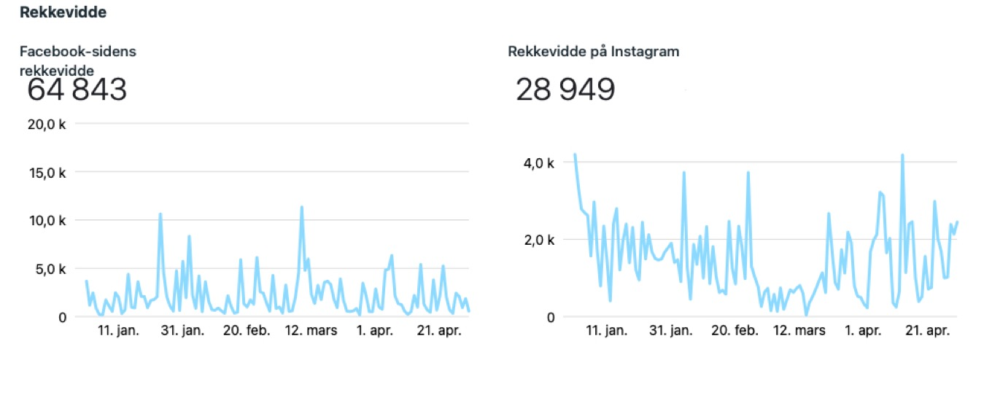 Rekkevidde
Facebook-sidens
rekkevidde
64 843
20,0 k
15,0 k
10,0 k
5,0 k
0
11. jan. 31. jan. 20. feb. 12. mars 1. apr. 21. apr.
Rekkevidde på Instagram
28 949
4,0 k
2,0 k
0
11. jan. 31. jan. 20. feb. 12. mars 1. apr. 21. apr.